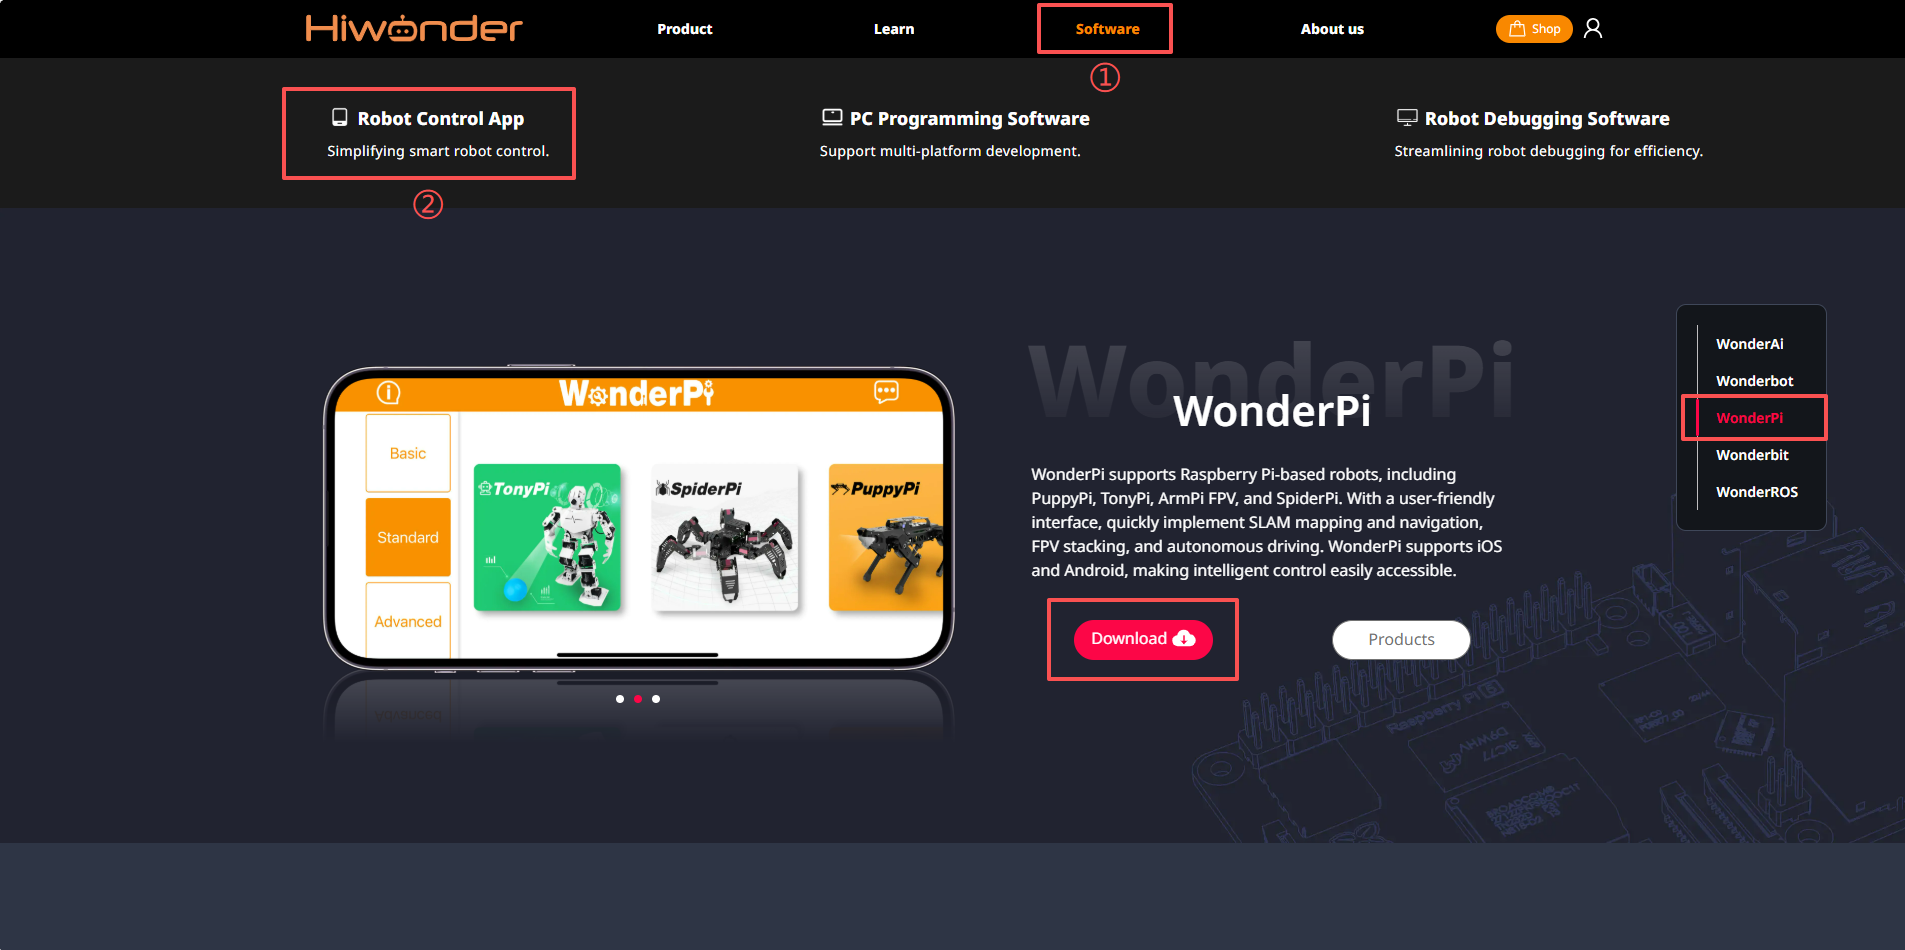 Hiwonder
Product
Learn
Software
About us
Shop
①
Robot Control App
Simplifying smart robot control.
②
PC Programming Software
Support multi-platform development.
Robot Debugging Software
Streamlining robot debugging for efficiency.
WonderPi
Basic
Standard
Advanced
TonyPi
SpiderPi
PuppyPi
WonderPi
WonderPi
WonderPi supports Raspberry Pi-based robots, including
PuppyPi, TonyPi, ArmPi FPV, and SpiderPi. With a user-friendly
interface, quickly implement SLAM mapping and navigation,
FPV stacking, and autonomous driving. WonderPi supports iOS
and Android, making intelligent control easily accessible.
Download
Products
WonderAi
Wonderbot
WonderPi
Wonderbit
WonderROS
Raspberry Pi 5